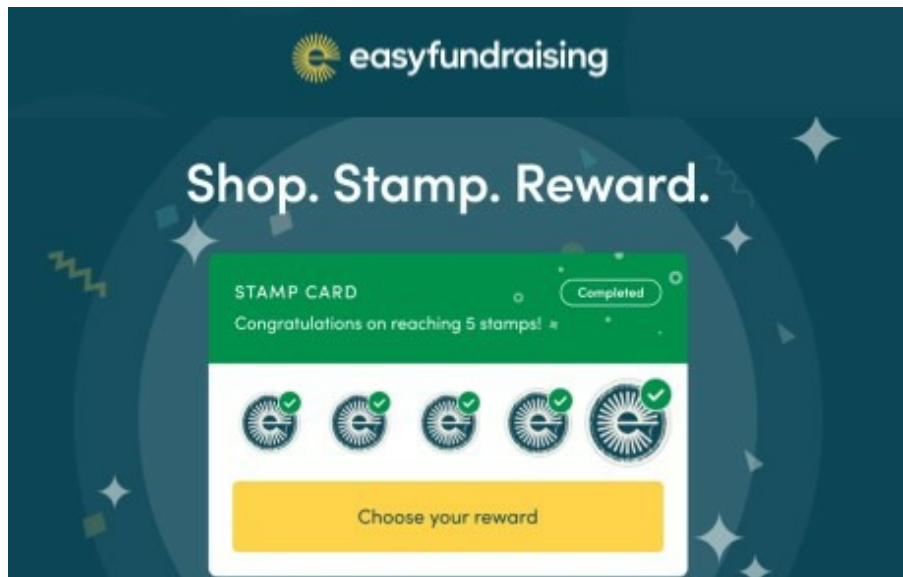 easyfundraising
Shop. Stamp. Reward.
STAMP CARD
Completed
Congratulations on reaching 5 stamps!
Choose your reward